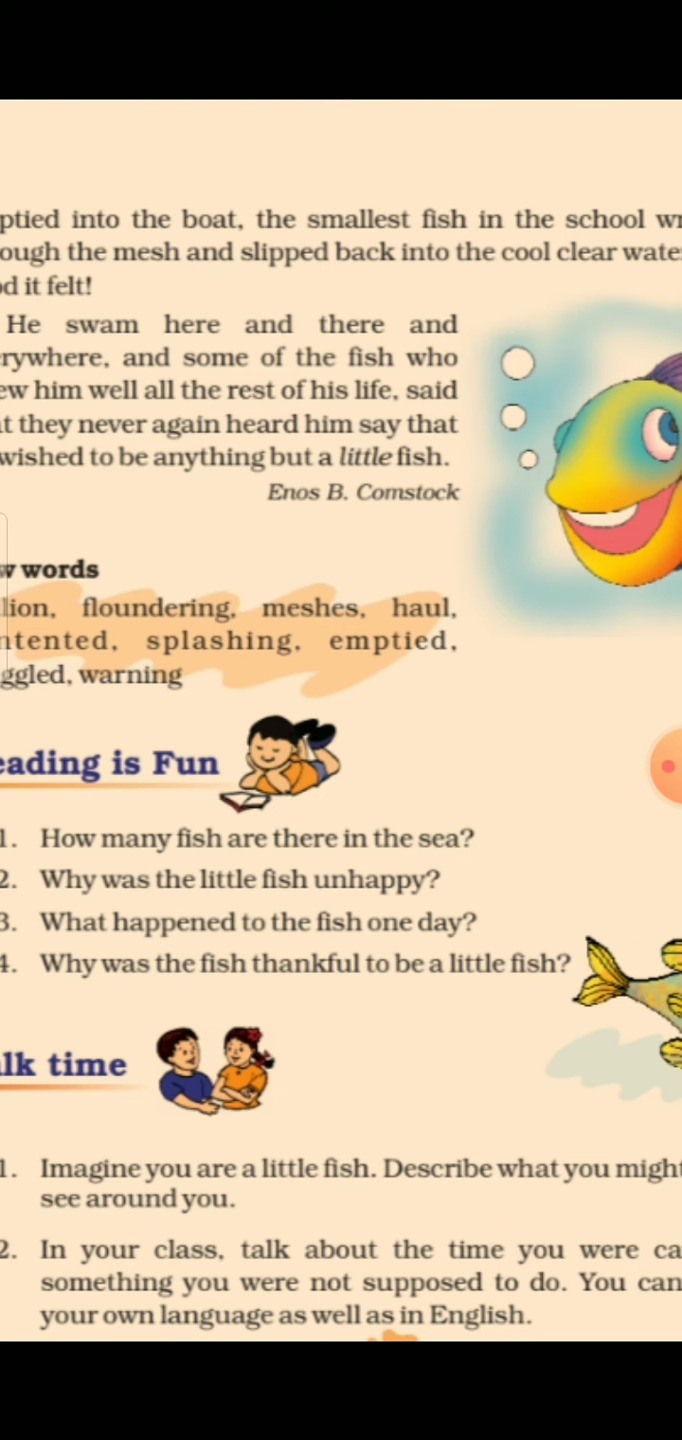 ptied into the boat, the smallest fish in the school wr
ough the mesh and slipped back into the cool clear wate
od it felt!
He swam here and there and
erywhere, and some of the fish who
ew him well all the rest of his life, said
at they never again heard him say that
wished to be anything but a little fish.
Enos B. Comstock
w words
lion, floundering, meshes, haul,
ntented, splashing, emptied,
ggled, warning
eading is Fun
1. How many fish are there in the sea?
2. Why was the little fish unhappy?
3. What happened to the fish one day?
4. Why was the fish thankful to be a little fish?
alk time
1. Imagine you are a little fish. Describe what you might
see around you.
2. In your class, talk about the time you were ca
something you were not supposed to do. You can
your own language as well as in English.